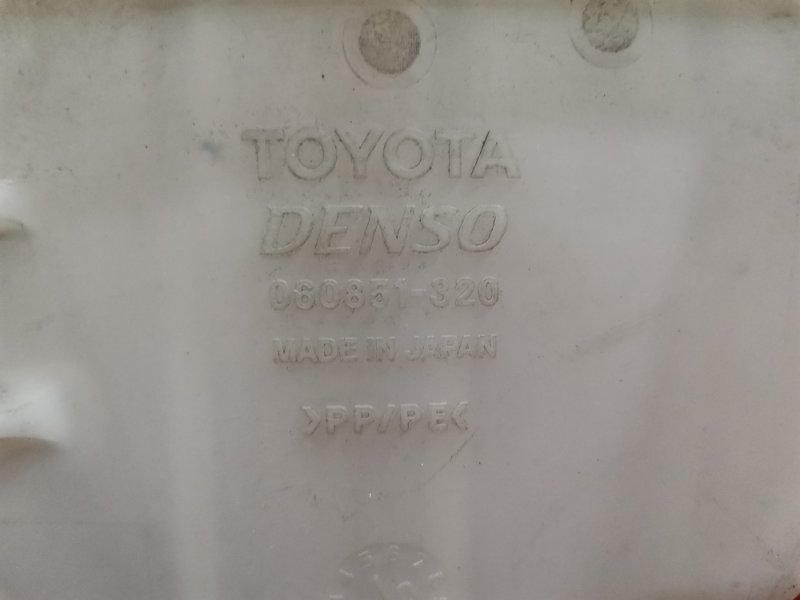 TOYOTA
DENSO
060851-320
MADE IN JAPAN
>PP/PE<